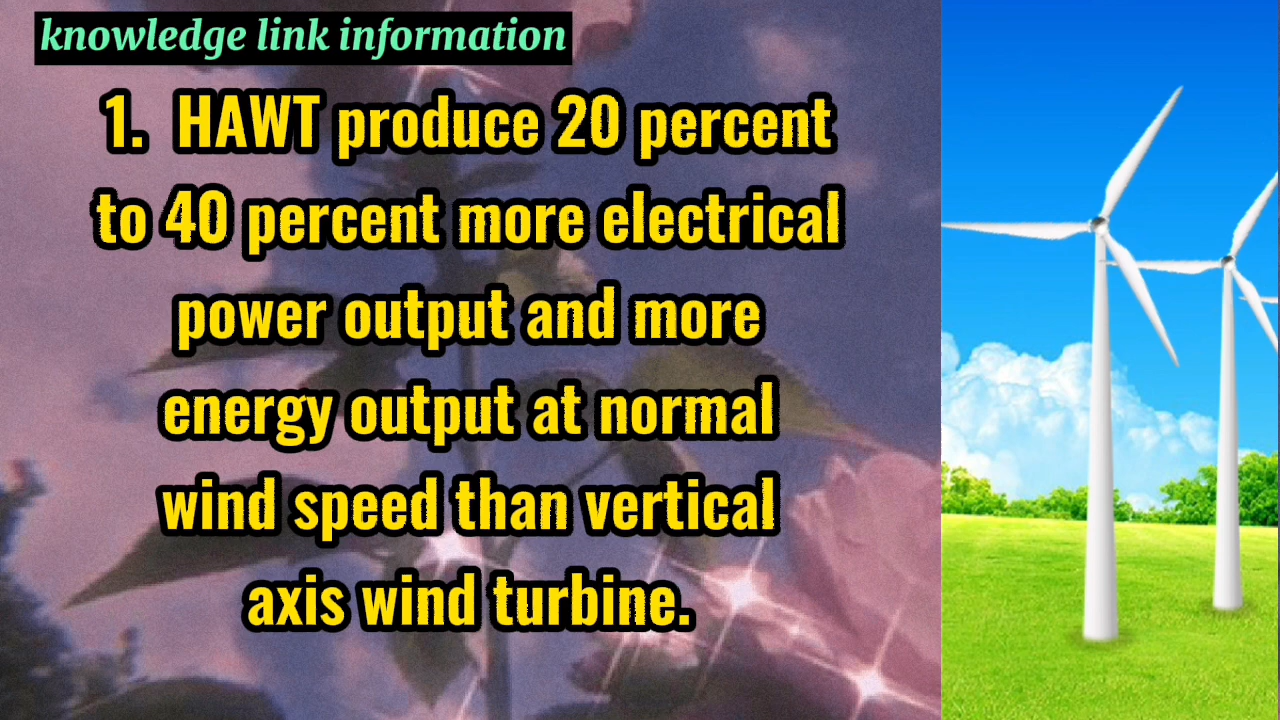 knowledge link information
1. HAWT produce 20 percent
to 40 percent more electrical
power output and more
energy output at normal
wind speed than vertical
axis wind turbine.